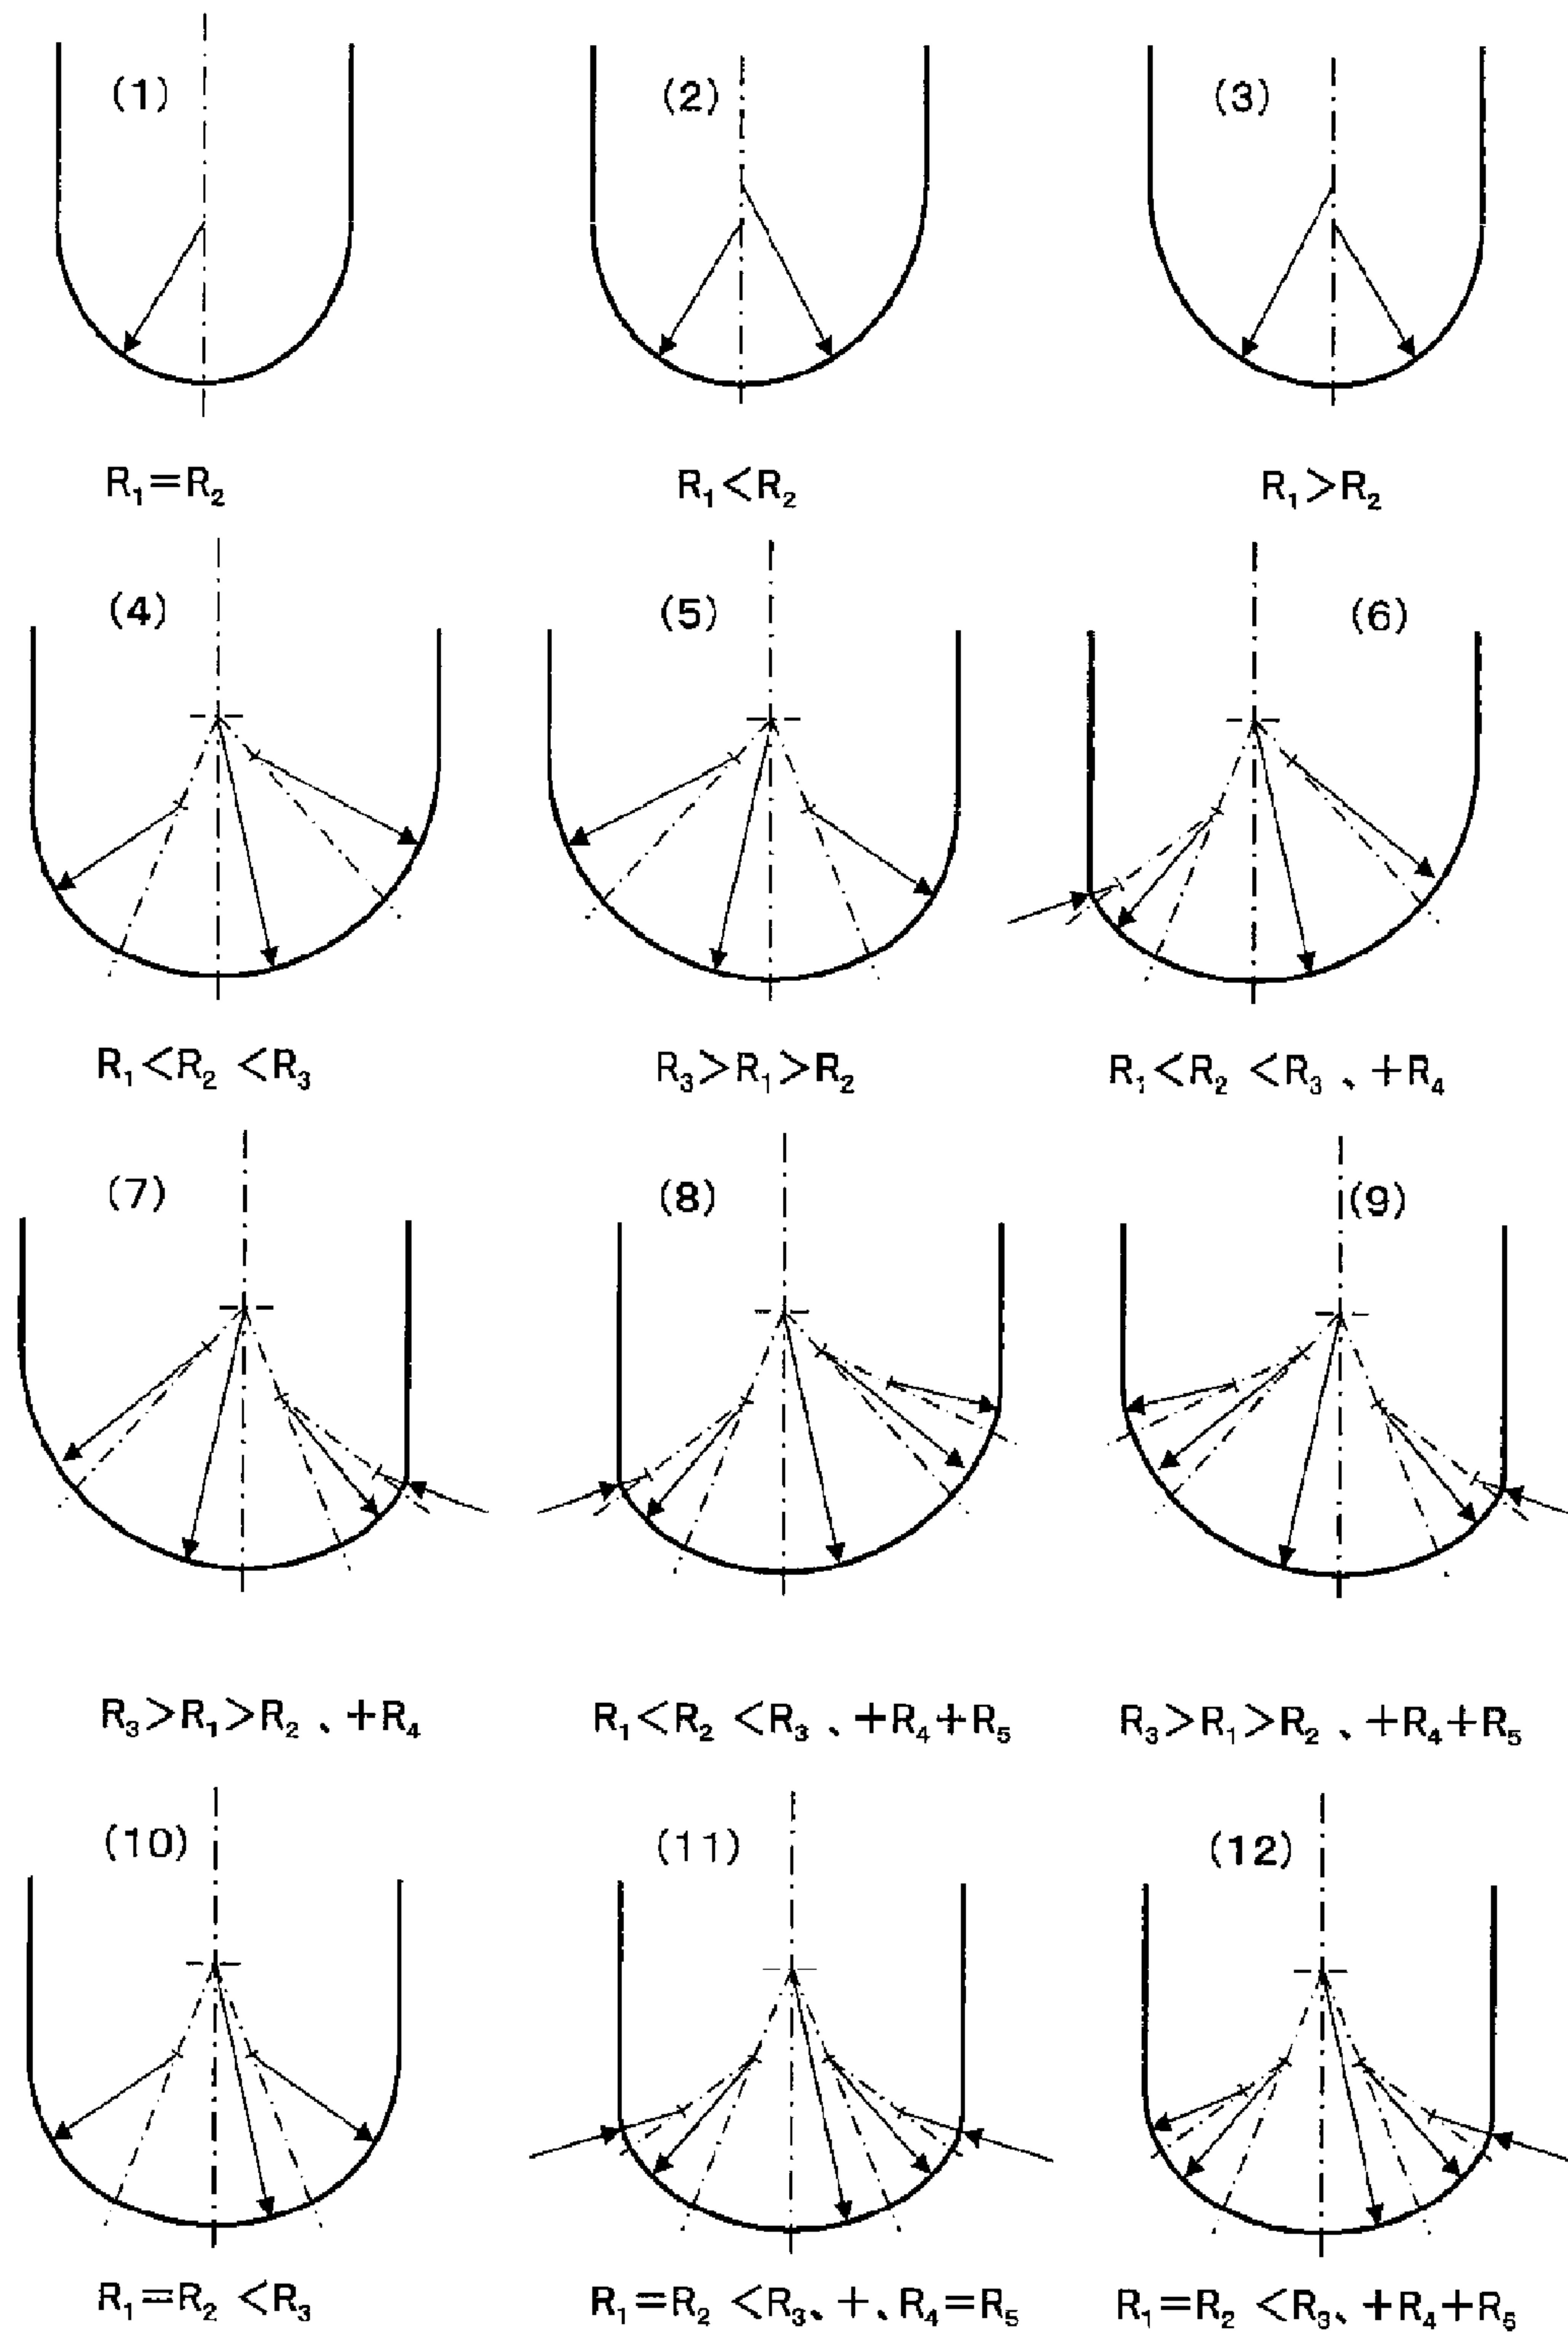 (1)
(2)
(3)
R₁=R₂
R₁<R₂
R₁>R₂
(4)
(5)
(6)
R₁<R₂ <R₃
R₃>R₁>R₂
R₁<R₂ <R₃、+R₄
(7)
(8)
(9)
R₃>R₁>R₂、+R₄
R₁<R₂ <R₃、+R₄+R₅
R₃>R₁>R₂、+R₄+R₅
(10)
(11)
(12)
R₁=R₂ <R₃
R₁=R₂ <R₃、+、R₄=R₅
R₁=R₂ <R₃、+R₄+R₅